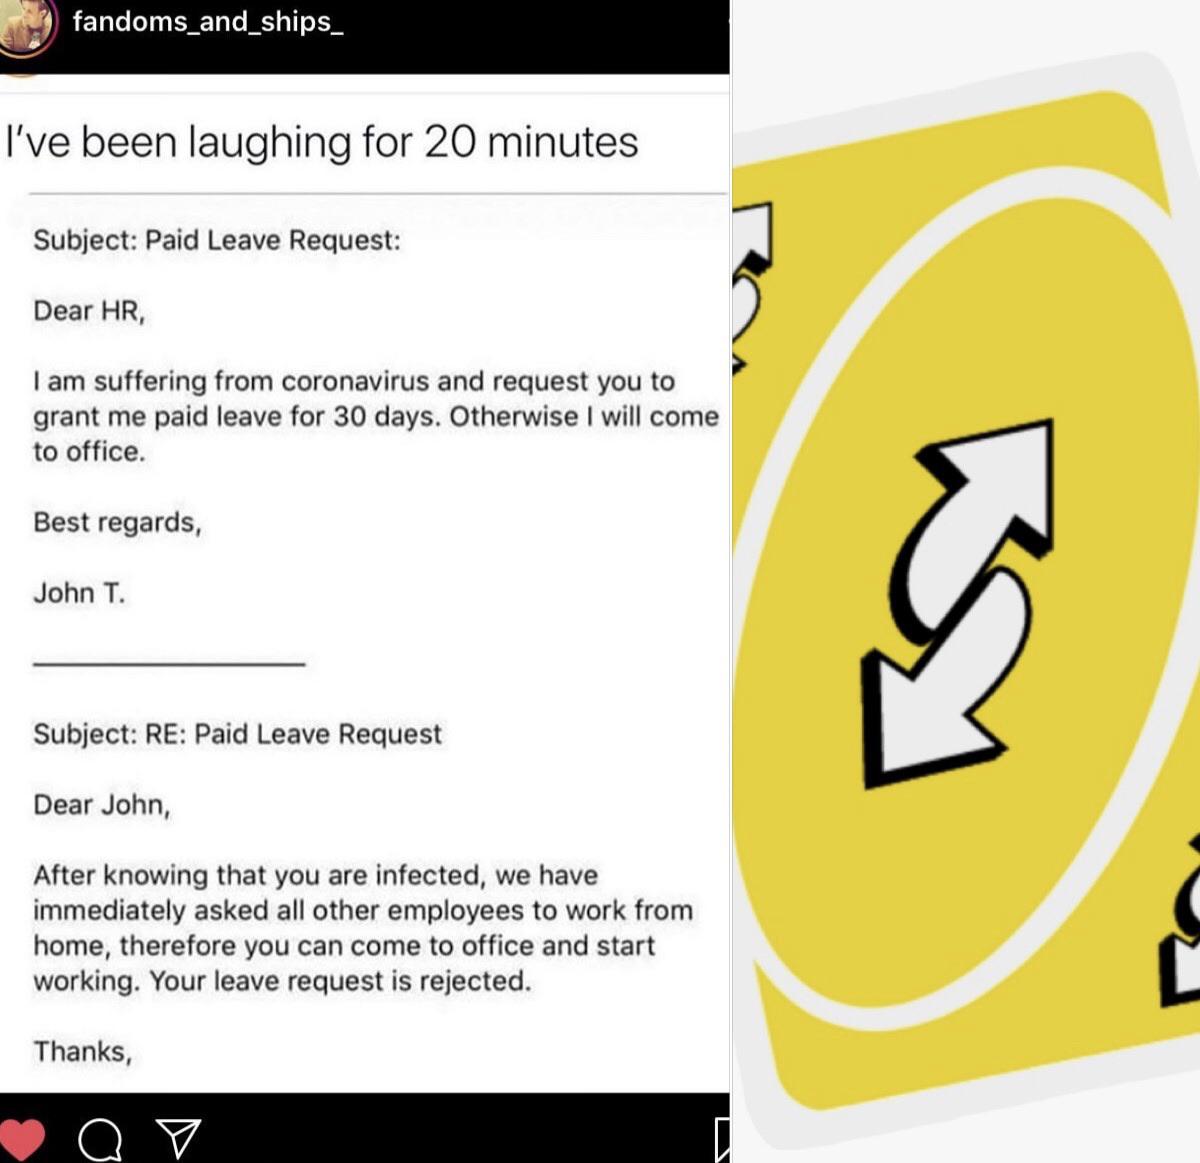 fandoms_and_ships_
I've been laughing for 20 minutes
Subject: Paid Leave Request:
Dear HR,
I am suffering from coronavirus and request you to
grant me paid leave for 30 days. Otherwise I will come
to office.
Best regards,
John T.
Subject: RE: Paid Leave Request
Dear John,
After knowing that you are infected, we have
immediately asked all other employees to work from
home, therefore you can come to office and start
working. Your leave request is rejected.
Thanks,